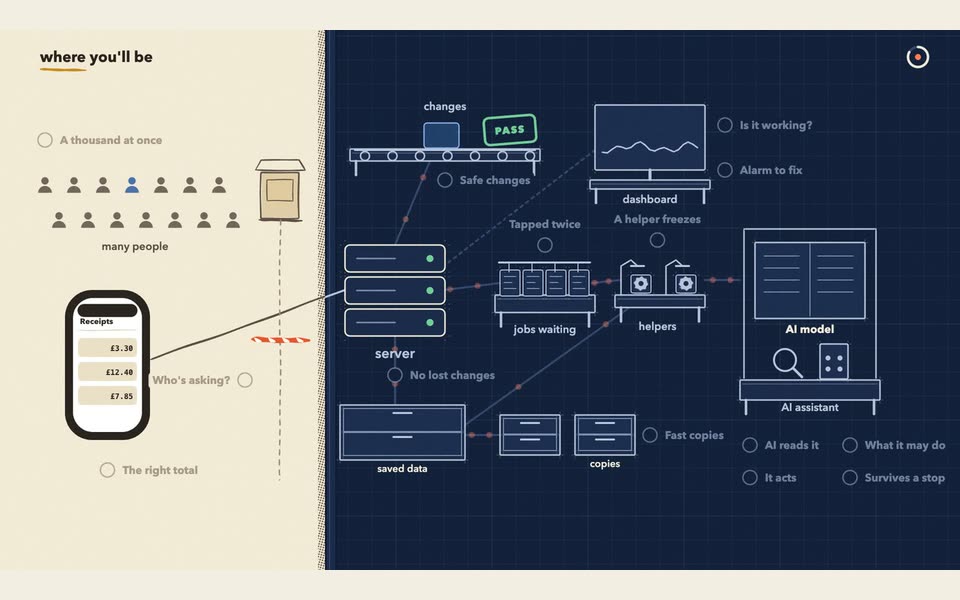 where you'll be
A thousand at once
many people
Receipts
£3.30
£12.40
£7.85
Who's asking?
The right total
changes
PASS
Safe changes
Is it working?
Alarm to fix
dashboard
Tapped twice
A helper freezes
jobs waiting
helpers
server
No lost changes
saved data
copies
Fast copies
AI model
AI assistant
AI reads it
What it may do
It acts
Survives a stop